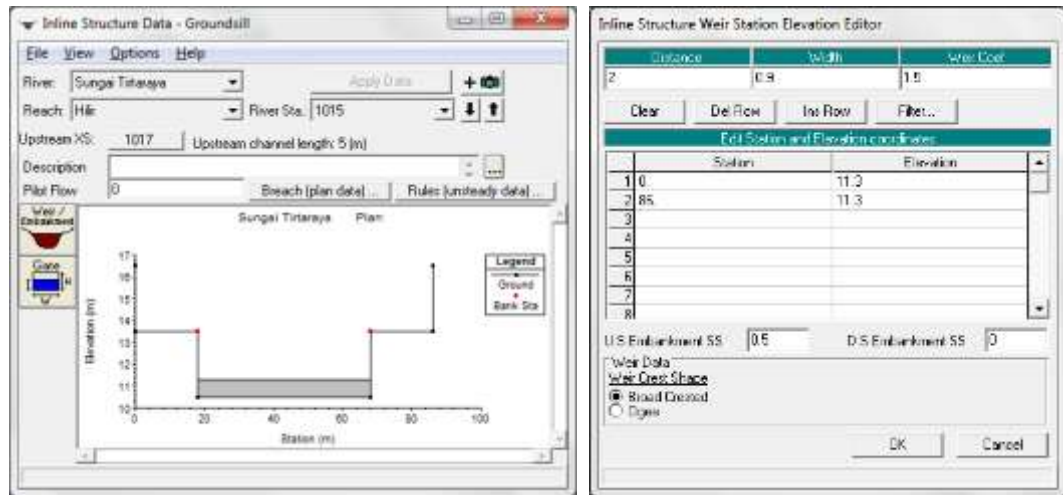 Inline Structure Data - Groundsill
File View Options Help
River: Sungai Tirtaraya Apply Data
Reach: Hilir River Sta.: 1015
Upstream XS: 1017 Upstream channel length: 5 (m)
Description
Pilot Flow 0 Breach (plan data) ... Rules (unsteady data) ...
Weir / Embankment
Gate
Sungai Tirtaraya Plan:
Legend
Ground
Bank Sta
Elevation (m)
17
16
15
14
13
12
11
10
0 20 40 60 80 100
Station (m)
Inline Structure Weir Station Elevation Editor
Distance Width Weir Coef
2 0.9 1.5
Clear Del Row Ins Row Filter...
Edit Station and Elevation coordinates
Station Elevation
1 0 11.3
2 86. 11.3
3
4
5
6
7
8
U.S Embankment SS 0.5 D.S Embankment SS 0
Weir Data
Weir Crest Shape
Broad Crested
Ogee
OK Cancel